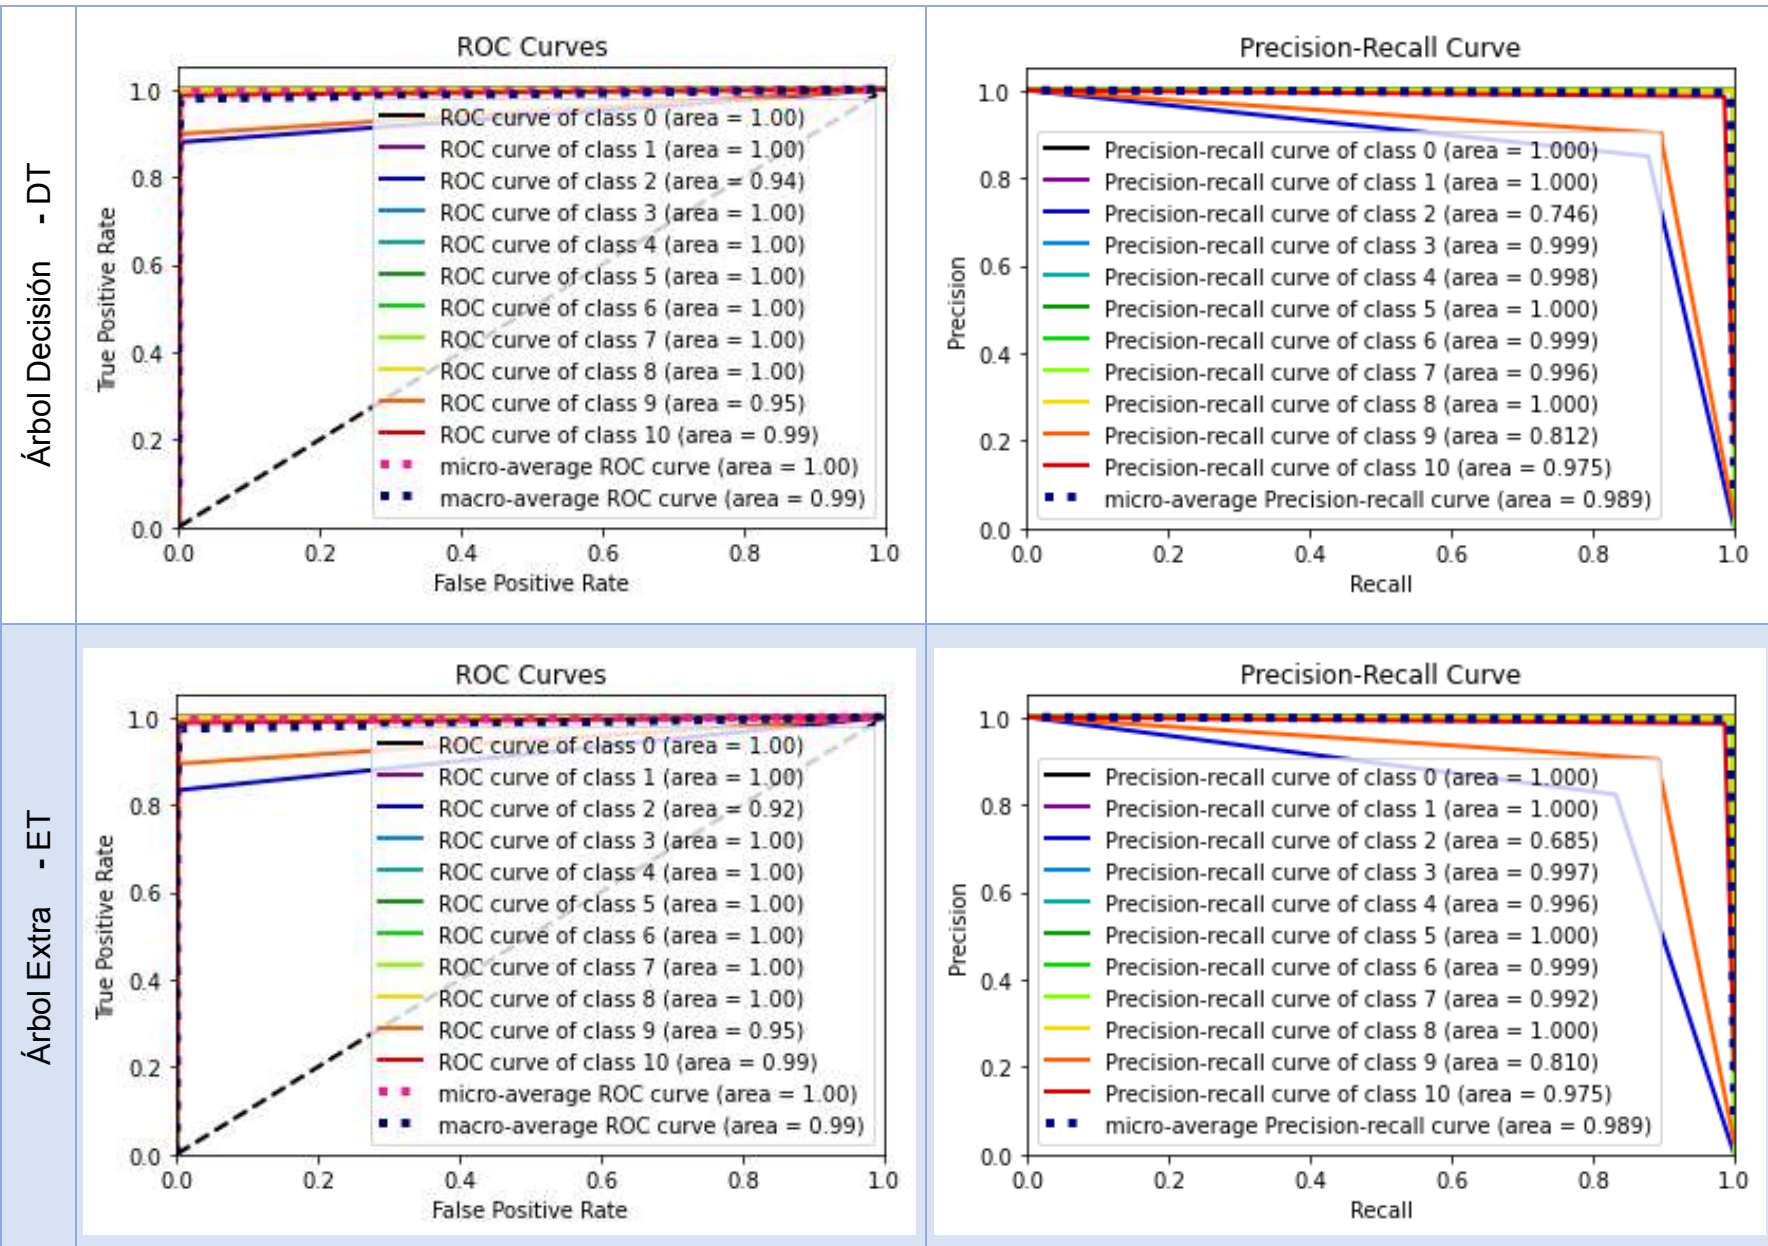 Árbol Decisión - DT
ROC Curves
True Positive Rate
1.0
0.8
0.6
0.4
0.2
0.0
ROC curve of class 0 (area = 1.00)
ROC curve of class 1 (area = 1.00)
ROC curve of class 2 (area = 0.94)
ROC curve of class 3 (area = 1.00)
ROC curve of class 4 (area = 1.00)
ROC curve of class 5 (area = 1.00)
ROC curve of class 6 (area = 1.00)
ROC curve of class 7 (area = 1.00)
ROC curve of class 8 (area = 1.00)
ROC curve of class 9 (area = 0.95)
ROC curve of class 10 (area = 0.99)
micro-average ROC curve (area = 1.00)
macro-average ROC curve (area = 0.99)
0.0 0.2 0.4 0.6 0.8 1.0
False Positive Rate
Precision-Recall Curve
Precision
1.0
0.8
0.6
0.4
0.2
0.0
Precision-recall curve of class 0 (area = 1.000)
Precision-recall curve of class 1 (area = 1.000)
Precision-recall curve of class 2 (area = 0.746)
Precision-recall curve of class 3 (area = 0.999)
Precision-recall curve of class 4 (area = 0.998)
Precision-recall curve of class 5 (area = 1.000)
Precision-recall curve of class 6 (area = 0.999)
Precision-recall curve of class 7 (area = 0.996)
Precision-recall curve of class 8 (area = 1.000)
Precision-recall curve of class 9 (area = 0.812)
Precision-recall curve of class 10 (area = 0.975)
micro-average Precision-recall curve (area = 0.989)
0.0 0.2 0.4 0.6 0.8 1.0
Recall
Árbol Extra - ET
ROC Curves
True Positive Rate
1.0
0.8
0.6
0.4
0.2
0.0
ROC curve of class 0 (area = 1.00)
ROC curve of class 1 (area = 1.00)
ROC curve of class 2 (area = 0.92)
ROC curve of class 3 (area = 1.00)
ROC curve of class 4 (area = 1.00)
ROC curve of class 5 (area = 1.00)
ROC curve of class 6 (area = 1.00)
ROC curve of class 7 (area = 1.00)
ROC curve of class 8 (area = 1.00)
ROC curve of class 9 (area = 0.95)
ROC curve of class 10 (area = 0.99)
micro-average ROC curve (area = 1.00)
macro-average ROC curve (area = 0.99)
0.0 0.2 0.4 0.6 0.8 1.0
False Positive Rate
Precision-Recall Curve
Precision
1.0
0.8
0.6
0.4
0.2
0.0
Precision-recall curve of class 0 (area = 1.000)
Precision-recall curve of class 1 (area = 1.000)
Precision-recall curve of class 2 (area = 0.685)
Precision-recall curve of class 3 (area = 0.997)
Precision-recall curve of class 4 (area = 0.996)
Precision-recall curve of class 5 (area = 1.000)
Precision-recall curve of class 6 (area = 0.999)
Precision-recall curve of class 7 (area = 0.992)
Precision-recall curve of class 8 (area = 1.000)
Precision-recall curve of class 9 (area = 0.810)
Precision-recall curve of class 10 (area = 0.975)
micro-average Precision-recall curve (area = 0.989)
0.0 0.2 0.4 0.6 0.8 1.0
Recall